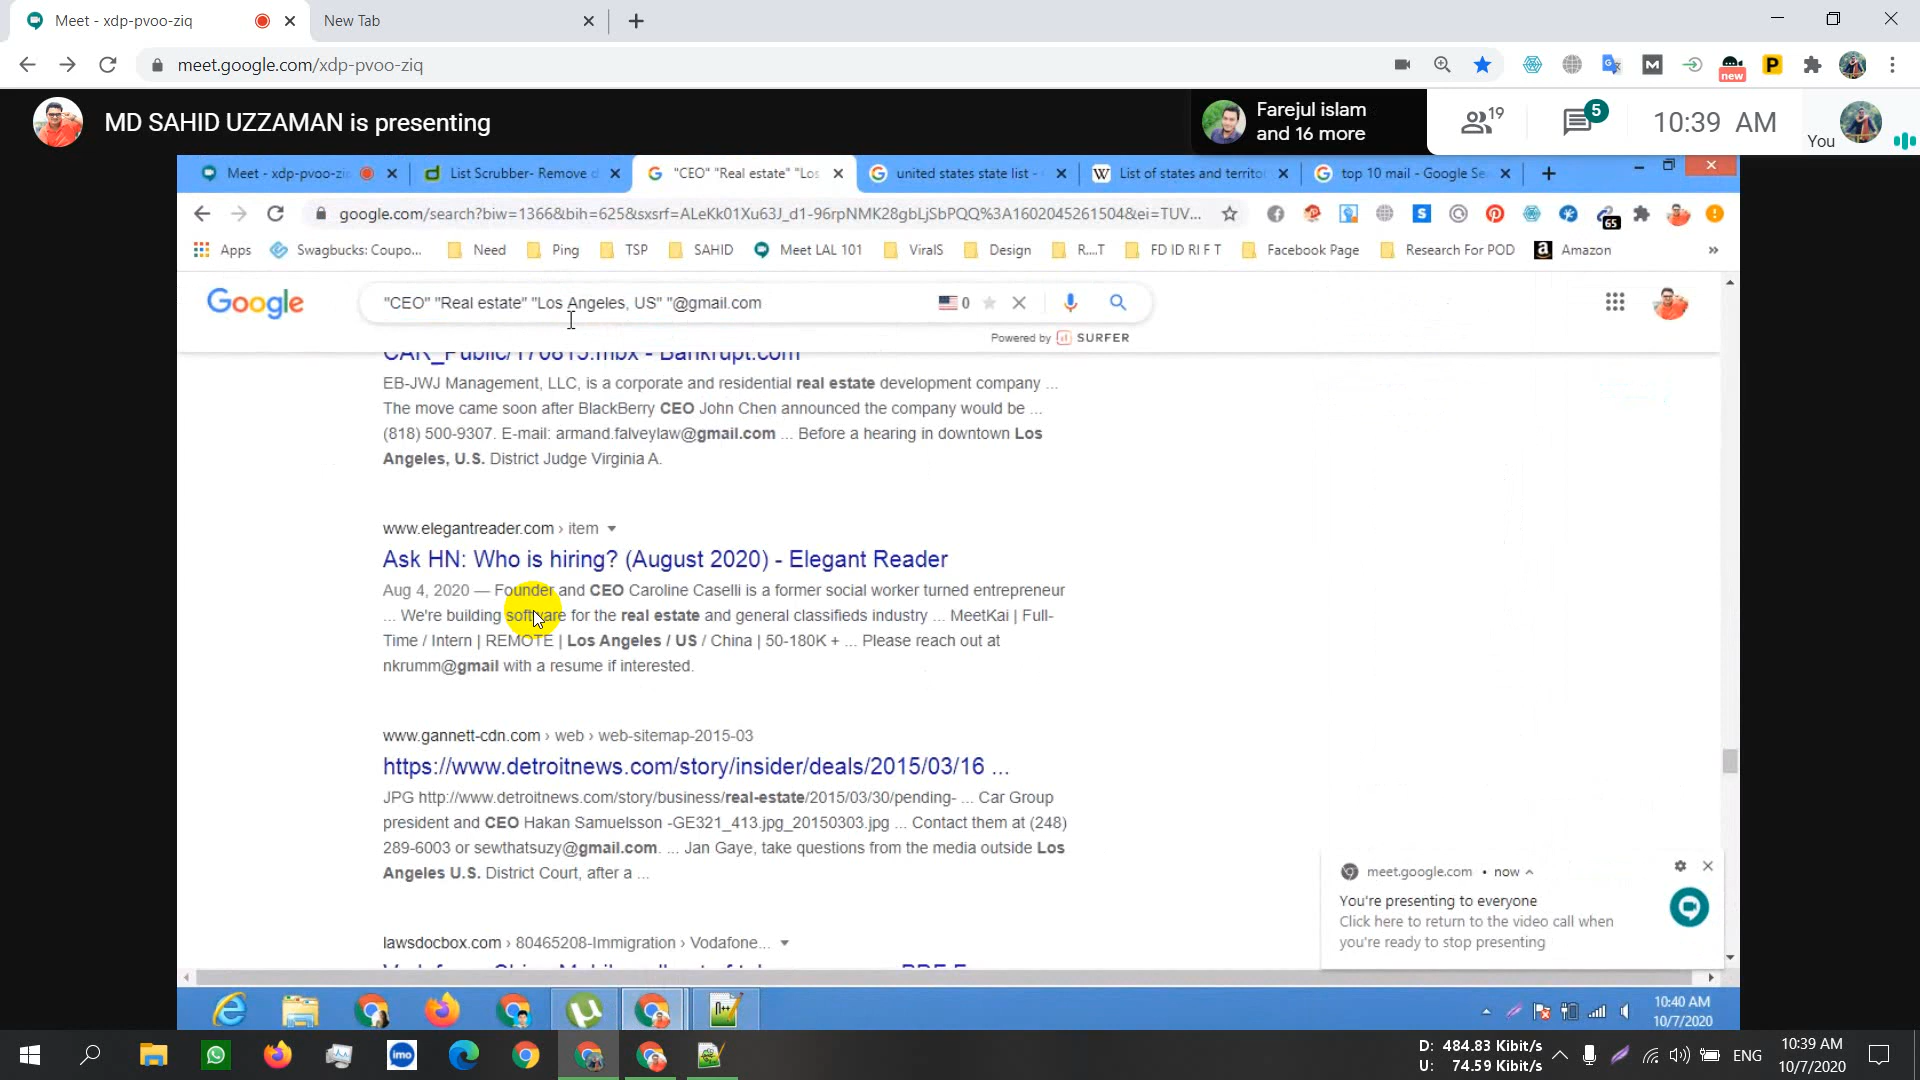 Meet - xdp-pvoo-ziq
New Tab
meet.google.com/xdp-pvoo-ziq
new
MD SAHID UZZAMAN is presenting
Farejul islam
and 16 more
19
5
10:39 AM
You
Meet - xdp-pvoo-zi
List Scrubber- Remove d
"CEO" "Real estate" "Los
united states state list -
List of states and territo
top 10 mail - Google Se
google.com/search?biw=1366&bih=625&sxsrf=ALeKk01Xu63J_d1-96rpNMK28gbLjSbPQQ%3A1602045261504&ei=TUV...
65
Apps
Swagbucks: Coupo...
Need
Ping
TSP
SAHID
Meet LAL 101
ViralS
Design
R....T
FD ID RI F T
Facebook Page
Research For POD
Amazon
»
Google
"CEO" "Real estate" "Los Angeles, US" "@gmail.com
0
Powered by SURFER
CAR_Public/170815.mbx - Bankrupt.com
EB-JWJ Management, LLC, is a corporate and residential real estate development company ...
The move came soon after BlackBerry CEO John Chen announced the company would be ...
(818) 500-9307. E-mail: armand.falveylaw@gmail.com ... Before a hearing in downtown Los
Angeles, U.S. District Judge Virginia A.
www.elegantreader.com › item
Ask HN: Who is hiring? (August 2020) - Elegant Reader
Aug 4, 2020 — Founder and CEO Caroline Caselli is a former social worker turned entrepreneur
... We're building software for the real estate and general classifieds industry ... MeetKai | Full-
Time / Intern | REMOTE | Los Angeles / US / China | 50-180K + ... Please reach out at
nkrumm@gmail with a resume if interested.
www.gannett-cdn.com › web › web-sitemap-2015-03
https://www.detroitnews.com/story/insider/deals/2015/03/16 ...
JPG http://www.detroitnews.com/story/business/real-estate/2015/03/30/pending- ... Car Group
president and CEO Hakan Samuelsson -GE321_413.jpg_20150303.jpg ... Contact them at (248)
289-6003 or sewthatsuzy@gmail.com. ... Jan Gaye, take questions from the media outside Los
Angeles U.S. District Court, after a ...
lawsdocbox.com › 80465208-Immigration › Vodafone...
meet.google.com • now
You're presenting to everyone
Click here to return to the video call when
you're ready to stop presenting
10:40 AM
10/7/2020
imo
D: 484.83 Kibit/s
U: 74.59 Kibit/s
ENG
10:39 AM
10/7/2020